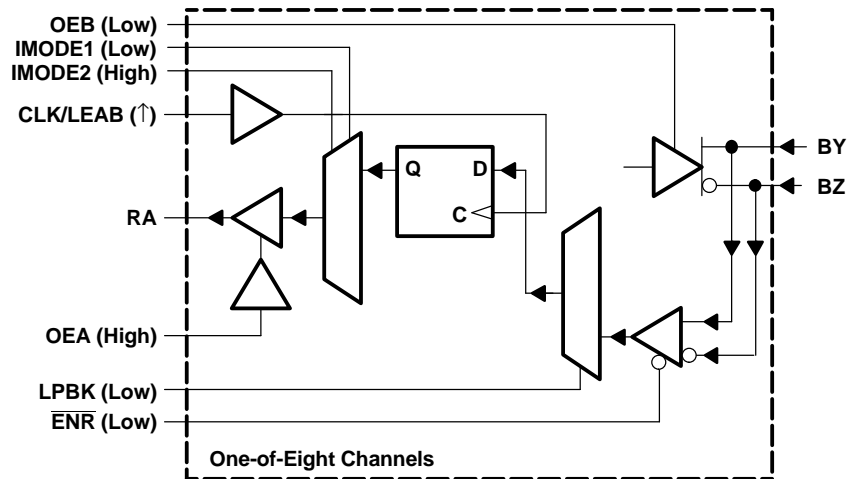 OEB (Low)
IMODE1 (Low)
IMODE2 (High)
CLK/LEAB (↑)
BY
Q
D
BZ
C
RA
OEA (High)
LPBK (Low)
E̅N̅R̅ (Low)
One-of-Eight Channels